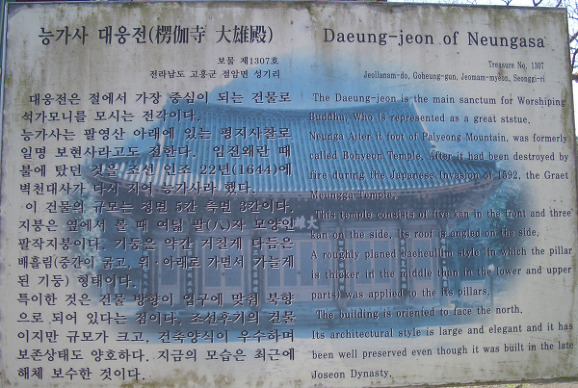 능가사 대웅전(楞伽寺 大雄殿)
보물 제1307호
전라남도 고흥군 점암면 성기리
대웅전은 절에서 가장 중심이 되는 건물로
석가모니를 모시는 전각이다.
능가사는 팔영산 아래에 있는 평지사찰로
일명 보현사라고도 전한다. 임진왜란 때
불에 탔던 것을 조선 인조 22년(1644)에
벽천대사가 다시 지어 능가사라 했다.
이 건물의 규모는 정면 5칸 측면 3칸이다.
지붕은 옆에서 볼 때 여덟 팔(八)자 모양인
팔작지붕이다. 기둥은 약간 거칠게 다듬은
배흘림(중간이 굵고, 위·아래로 가면서 가늘게
된 기둥) 형태이다.
특이한 것은 건물 방향이 입구에 맞춰 북향
으로 되어 있다는 점이다. 조선후기의 건물
이지만 규모가 크고, 건축양식이 우수하며
보존상태도 양호하다. 지금의 모습은 최근에
해체 보수한 것이다.
Daeung-jeon of Neungasa
Treasure No. 1307
Jeollanam-do, Goheung-gun, Jeomam-myeon, Seonggi-ri
The Daeung-jeon is the main sanctum for Worshiping
Buddha, Who is represented as a great statue.
Neunga After it foot of Palyeong Mountain, was formerly
called Bohyeon Temple. After it had been destroyed by
fire during the Japanese Invasion of 1592, the Graet
Temple,
This temple consists of five kan in the front and three
kan on the side. Its roof is angled on the side.
A roughly planed baeheullim style in which the pillar
is thicker in the middle than in the lower and upper
parts) was applied to the its pillars.
The building is oriented to face the north.
Its architectural style is large and elegant and it has
been well preserved even though it was built in the late
Joseon Dynasty.